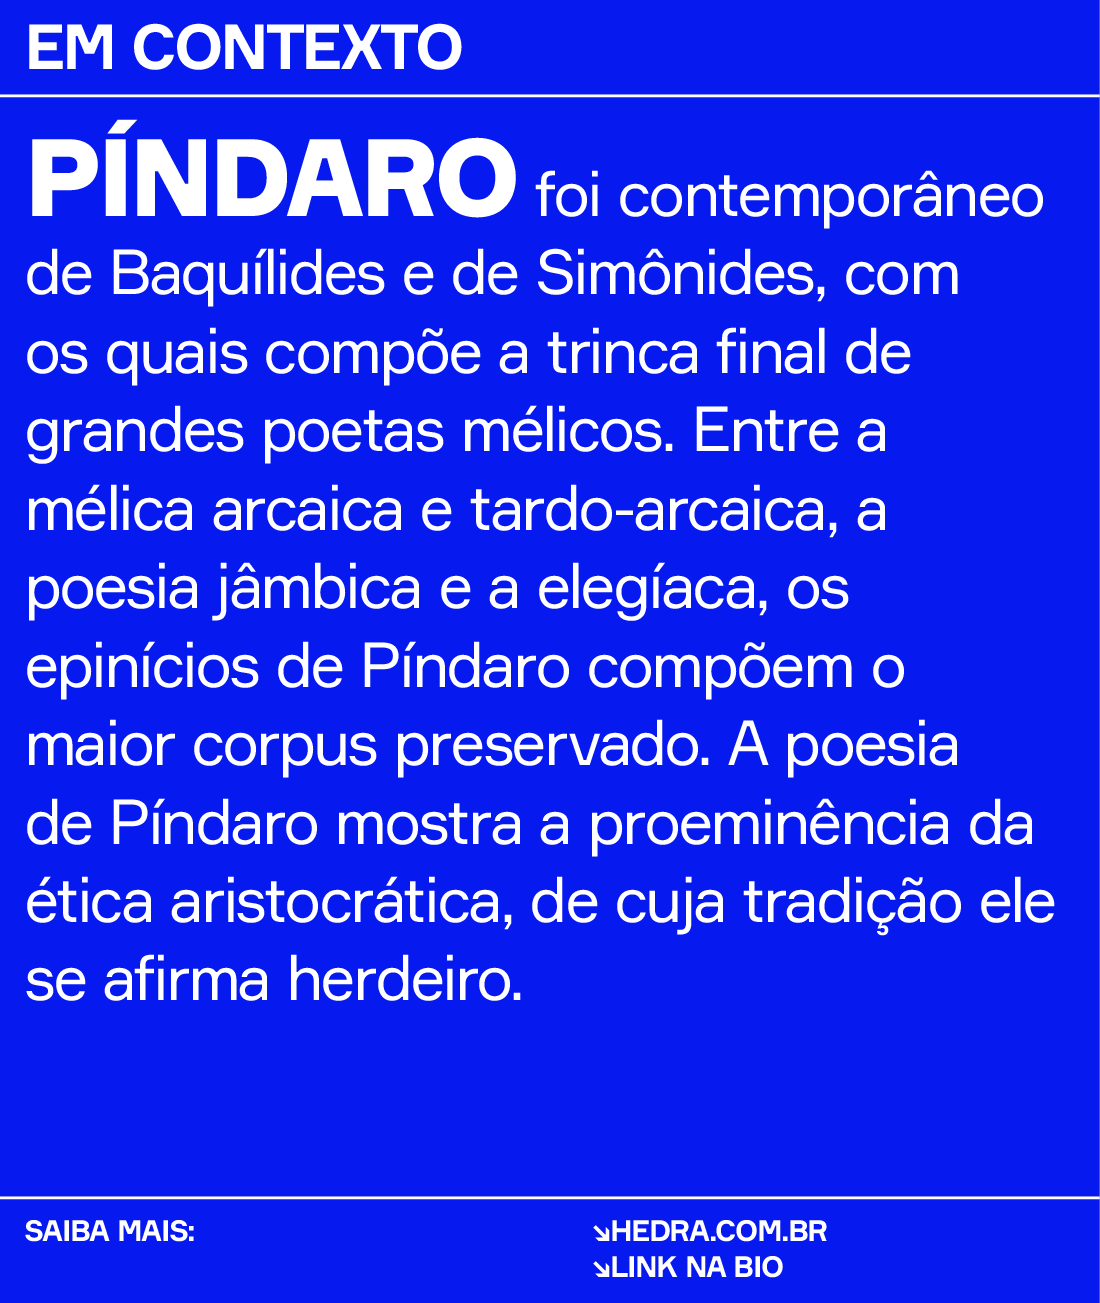 EM CONTEXTO
PÍNDARO foi contemporâneo
de Baquílides e de Simônides, com
os quais compõe a trinca final de
grandes poetas mélicos. Entre a
mélica arcaica e tardo-arcaica, a
poesia jâmbica e a elegíaca, os
epinícios de Píndaro compõem o
maior corpus preservado. A poesia
de Píndaro mostra a proeminência da
ética aristocrática, de cuja tradição ele
se afirma herdeiro.
SAIBA MAIS:
↘HEDRA.COM.BR
↘LINK NA BIO